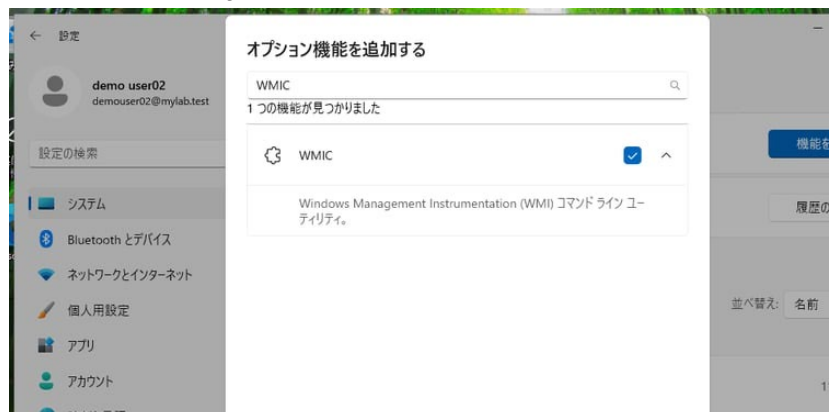 ← 設定
demo user02
demouser02@mylab.test
設定の検索
システム
Bluetooth とデバイス
ネットワークとインターネット
個人用設定
アプリ
アカウント
オプション機能を追加する
WMIC
1 つの機能が見つかりました
WMIC
Windows Management Instrumentation (WMI) コマンド ライン ユー
ティリティ。
機能を
履歴の
並べ替え: 名前